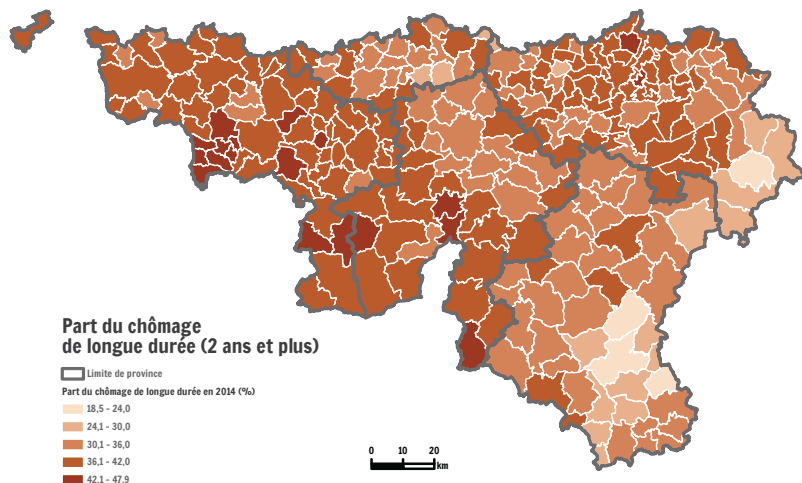 Part du chômage
de longue durée (2 ans et plus)
Limite de province
Part du chômage de longue durée en 2014 (%)
18,5 - 24,0
24,1 - 30,0
30,1 - 36,0
36,1 - 42,0
42,1 - 47,9
0 10 20
km